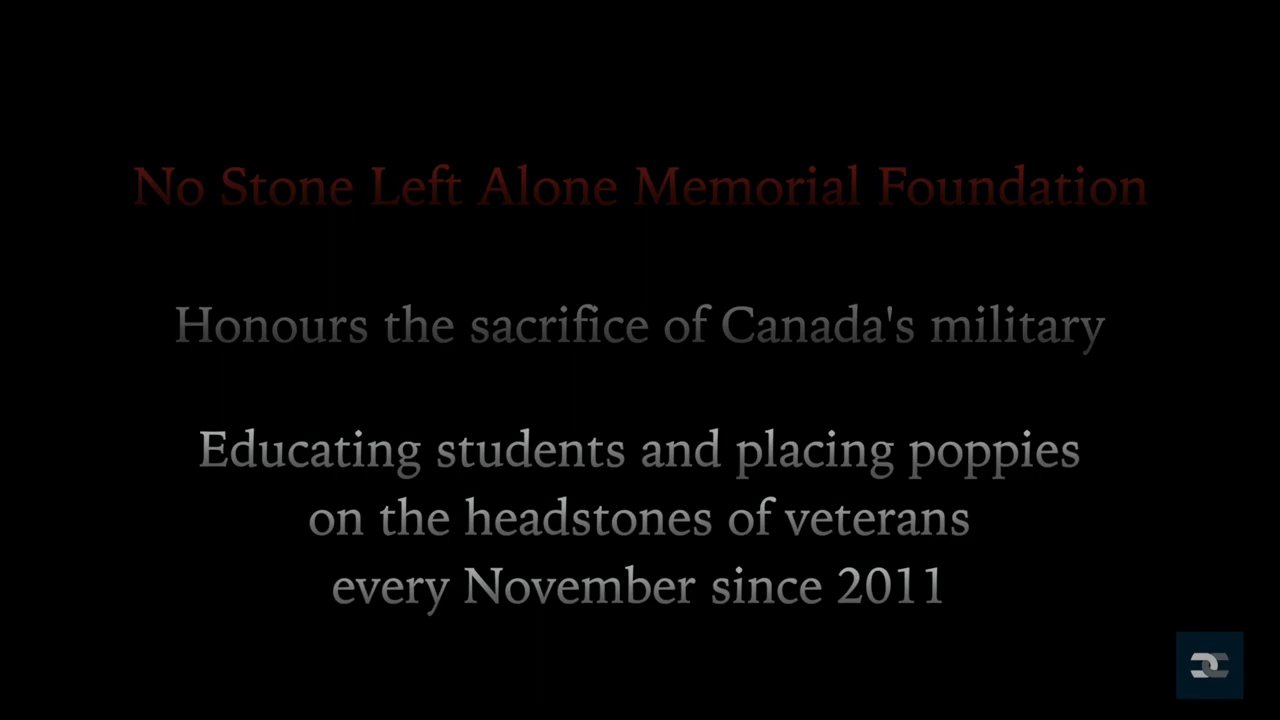 No Stone Left Alone Memorial Foundation
Honours the sacrifice of Canada's military
Educating students and placing poppies
on the headstones of veterans
every November since 2011